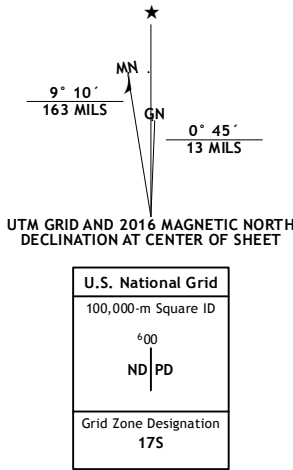 ★
MN
GN
9° 10´
163 MILS
0° 45´
13 MILS
UTM GRID AND 2016 MAGNETIC NORTH
DECLINATION AT CENTER OF SHEET
U.S. National Grid
100,000-m Square ID
⁶00
ND PD
Grid Zone Designation
17S